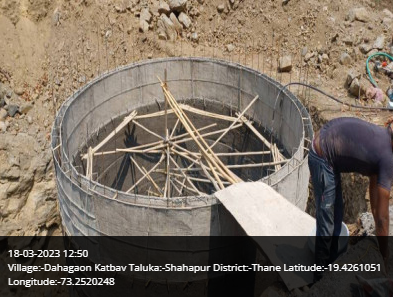 18-03-2023 12:50
Village:-Dahagaon Katbav Taluka:-Shahapur District:-Thane Latitude:-19.4261051
Longitude:-73.2520248